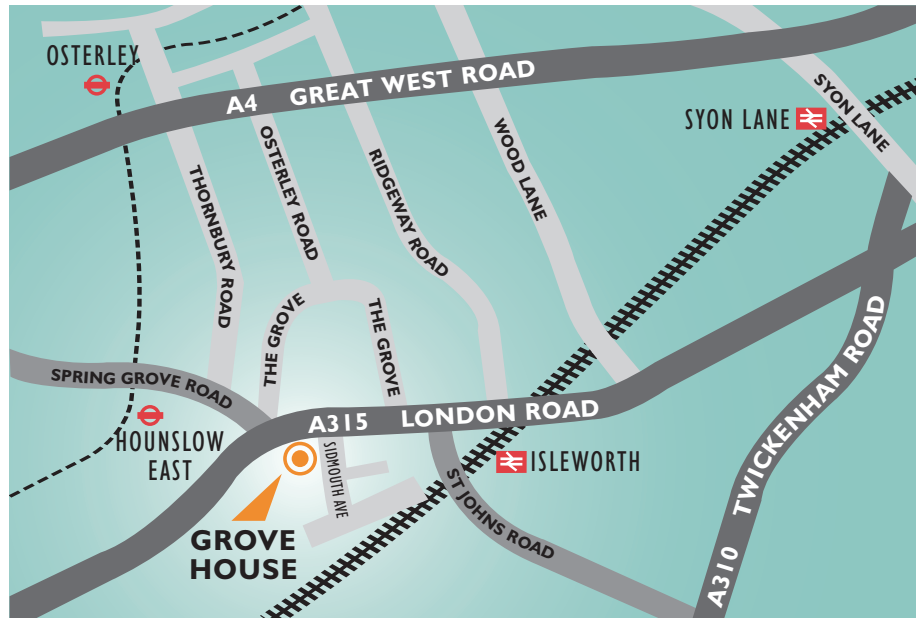 OSTERLEY
A4 GREAT WEST ROAD
SYON LANE
SYON LANE
THORNBURY ROAD
OSTERLEY ROAD
RIDGEWAY ROAD
WOOD LANE
THE GROVE
THE GROVE
SPRING GROVE ROAD
HOUNSLOW
EAST
A315 LONDON ROAD
SIDMOUTH AVE
ISLEWORTH
ST JOHNS ROAD
A310 TWICKENHAM ROAD
GROVE
HOUSE